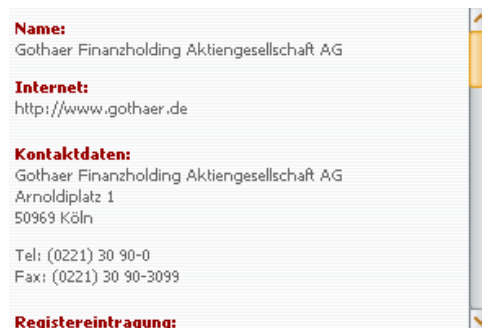 Name:
Gothaer Finanzholding Aktiengesellschaft AG
Internet:
http://www.gothaer.de
Kontaktdaten:
Gothaer Finanzholding Aktiengesellschaft AG
Arnoldiplatz 1
50969 Köln
Tel: (0221) 30 90-0
Fax: (0221) 30 90-3099
Registereintragung: